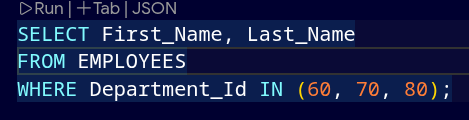 ▷Run | +Tab | JSON
SELECT First_Name, Last_Name
FROM EMPLOYEES
WHERE Department_Id IN (60, 70, 80);